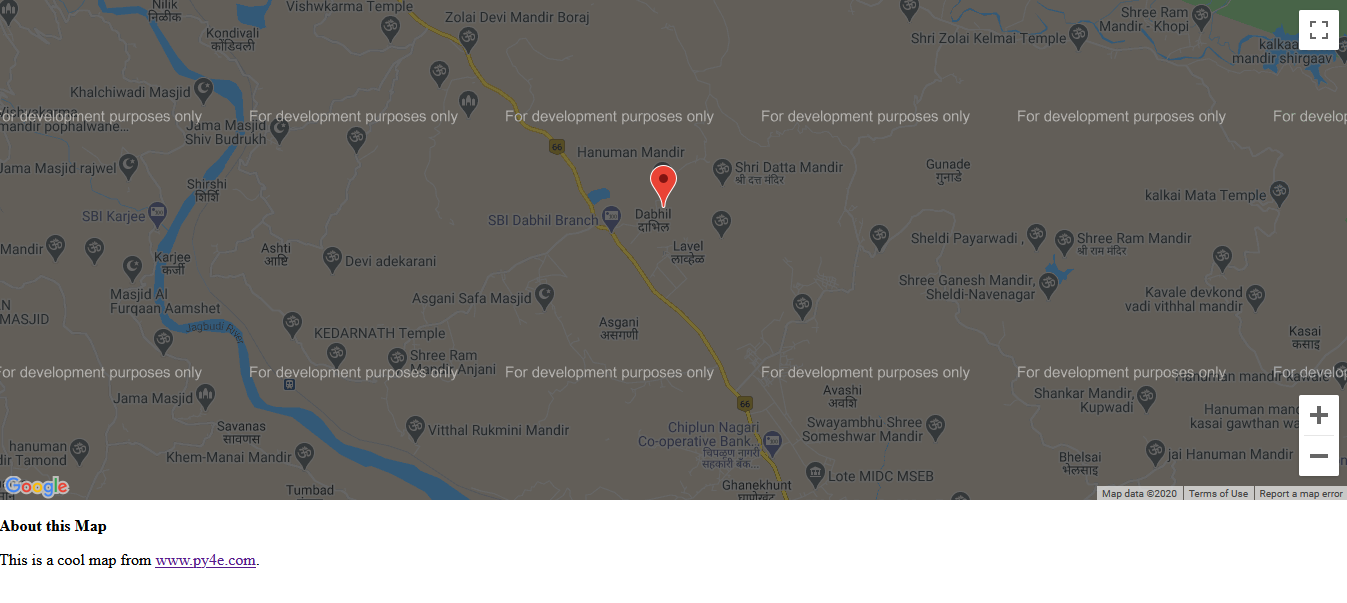 Nilik
निळीक
Vishwkarma Temple
Zolai Devi Mandir Boraj
Kondivali
कोंडिवली
Shri Zolai Kelmai Temple
Shree Ram
Mandir - Khopi
kalkaa
mandir shirgaav
Khalchiwadi Masjid
Vishvakarma
mandir pophalwane...
For development purposes only
For development purposes only
For development purposes only
For development purposes only
For development purposes only
For develop
Jama Masjid
Shiv Budrukh
66
Hanuman Mandir
Jama Masjid rajwel
Shri Datta Mandir
श्री दत्त मंदिर
Gunade
गुनाडे
Shirshi
शिर्शि
kalkai Mata Temple
SBI Karjee
SBI Dabhil Branch
Dabhil
दाभिल
Mandir
Ashti
आष्टि
Lavel
लाव्हेळ
Sheldi Payarwadi ,
Shree Ram Mandir
श्री राम मंदिर
Karjee
कर्जी
Devi adekarani
Shree Ganesh Mandir,
Sheldi-Navenagar
Masjid Al
Furqaan Aamshet
Asgani Safa Masjid
Kavale devkond
vadi viththal mandir
N
MASJID
Jagbudi River
KEDARNATH Temple
Asgani
असगणी
Kasai
कसाइ
Shree Ram
Mandir Anjani
For development purposes only
For development purposes only
For development purposes only
For development purposes only
For development purposes only
For develop
Hanuman mandir kawale
Jama Masjid
Avashi
अवशि
Shankar Mandir,
Kupwadi
66
Hanuman mand
kasai gawthan wa
Savanas
सावणस
Vitthal Rukmini Mandir
Chiplun Nagari
Co-operative Bank...
चिपळूण नागरी
सहकारी बँक...
Swayambhu Shree
Someshwar Mandir
hanuman
dir Tamond
Khem-Manai Mandir
Bhelsai
भेलसाइ
jai Hanuman Mandir
Lote MIDC MSEB
Tumbad
Ghanekhunt
घाणेखुंट
Google
Map data ©2020
Terms of Use
Report a map error
About this Map
This is a cool map from www.py4e.com.